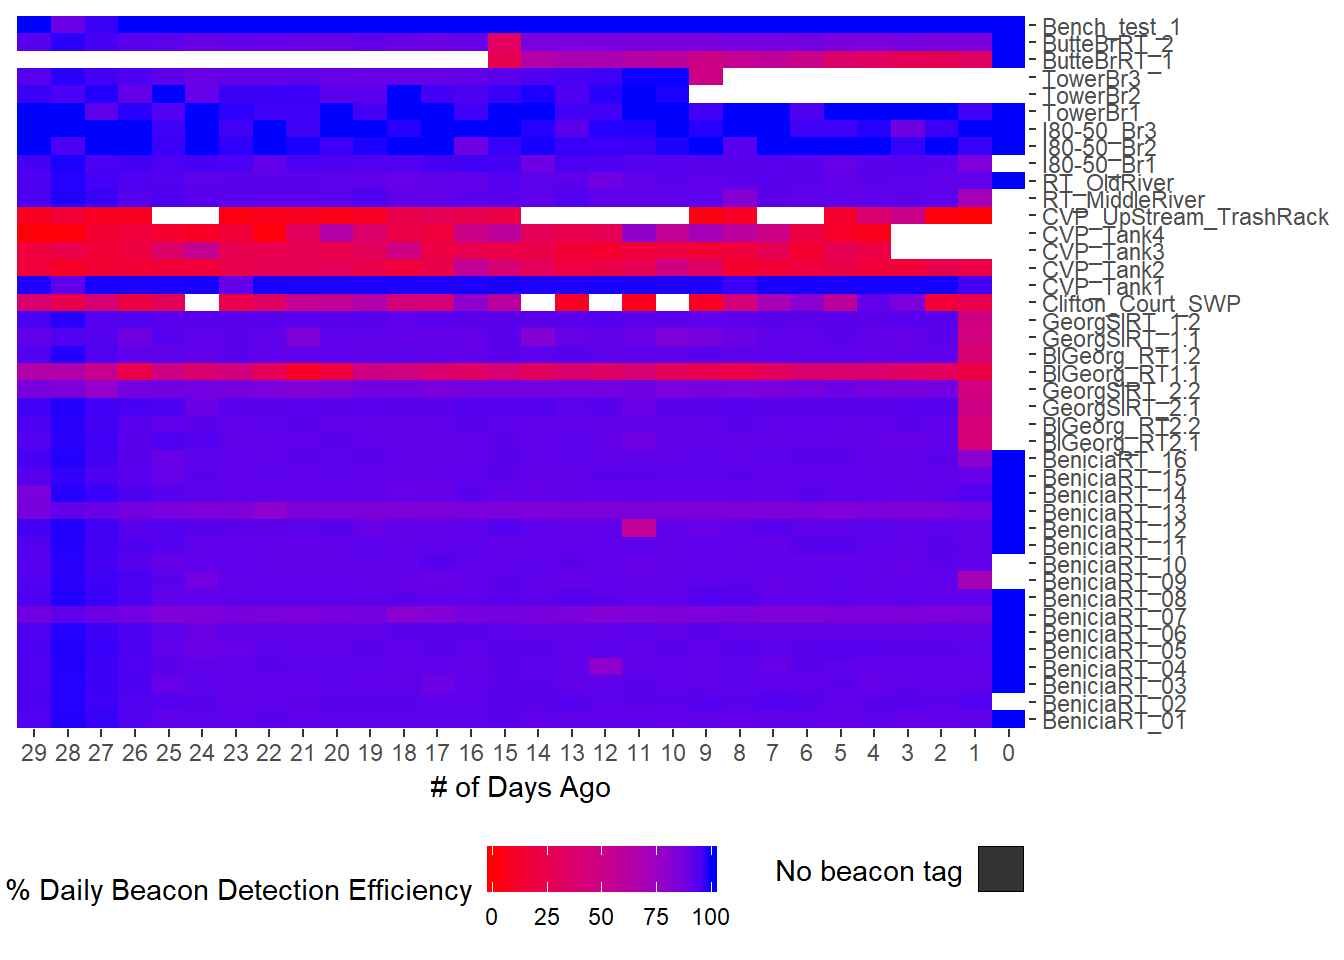 Bench_test_1
ButteBrRT_2
ButteBrRT_1
TowerBr3
TowerBr2
TowerBr1
I80-50_Br3
I80-50_Br2
I80-50_Br1
RT_OldRiver
RT_MiddleRiver
CVP_UpStream_TrashRack
CVP_Tank4
CVP_Tank3
CVP_Tank2
CVP_Tank1
Clifton_Court_SWP
GeorgSlRT_1.2
GeorgSlRT_1.1
BlGeorg_RT1.2
BlGeorg_RT1.1
GeorgSlRT_2.2
GeorgSlRT_2.1
BlGeorg_RT2.2
BlGeorg_RT2.1
BeniciaRT_16
BeniciaRT_15
BeniciaRT_14
BeniciaRT_13
BeniciaRT_12
BeniciaRT_11
BeniciaRT_10
BeniciaRT_09
BeniciaRT_08
BeniciaRT_07
BeniciaRT_06
BeniciaRT_05
BeniciaRT_04
BeniciaRT_03
BeniciaRT_02
BeniciaRT_01
29 28 27 26 25 24 23 22 21 20 19 18 17 16 15 14 13 12 11 10 9 8 7 6 5 4 3 2 1 0
# of Days Ago
% Daily Beacon Detection Efficiency
0 25 50 75 100
No beacon tag